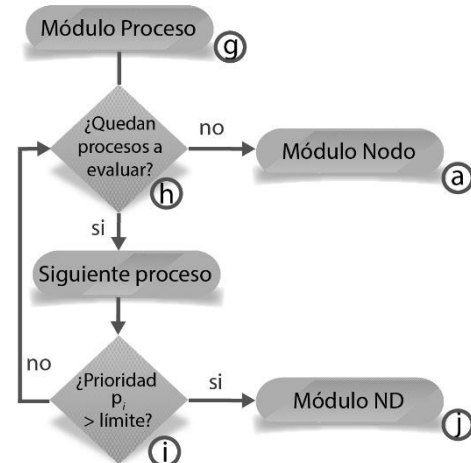 Módulo Proceso
g
¿Quedan
procesos a
evaluar?
h
no
Módulo Nodo
a
si
Siguiente proceso
no
¿Prioridad
pi
> límite?
i
si
Módulo ND
j